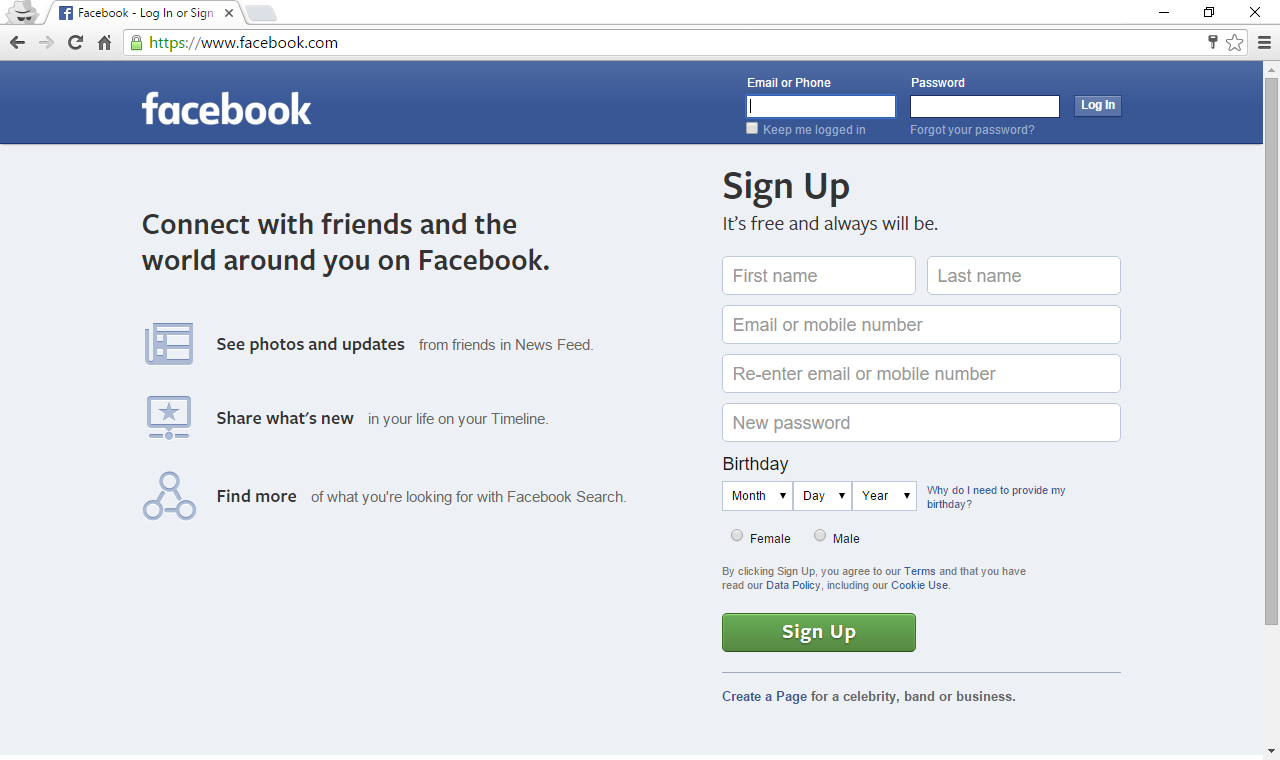 Facebook - Log In or Sign
https://www.facebook.com
facebook
Email or Phone
Password
Log In
Keep me logged in
Forgot your password?
Connect with friends and the
world around you on Facebook.
See photos and updates from friends in News Feed.
Share what's new in your life on your Timeline.
Find more of what you're looking for with Facebook Search.
Sign Up
It's free and always will be.
First name
Last name
Email or mobile number
Re-enter email or mobile number
New password
Birthday
Month
Day
Year
Why do I need to provide my
birthday?
Female
Male
By clicking Sign Up, you agree to our Terms and that you have
read our Data Policy, including our Cookie Use.
Sign Up
Create a Page for a celebrity, band or business.